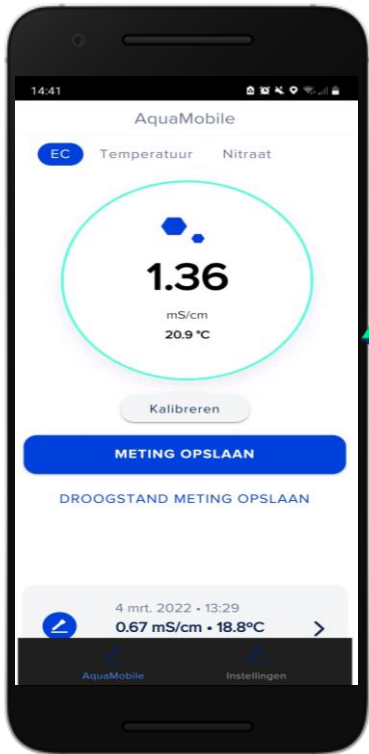 14:41
AquaMobile
EC Temperatuur Nitraat
1.36
mS/cm
20.9 °C
Kalibreren
METING OPSLAAN
DROOGSTAND METING OPSLAAN
4 mrt. 2022 • 13:29
0.67 mS/cm • 18.8ºC
AquaMobile Instellingen